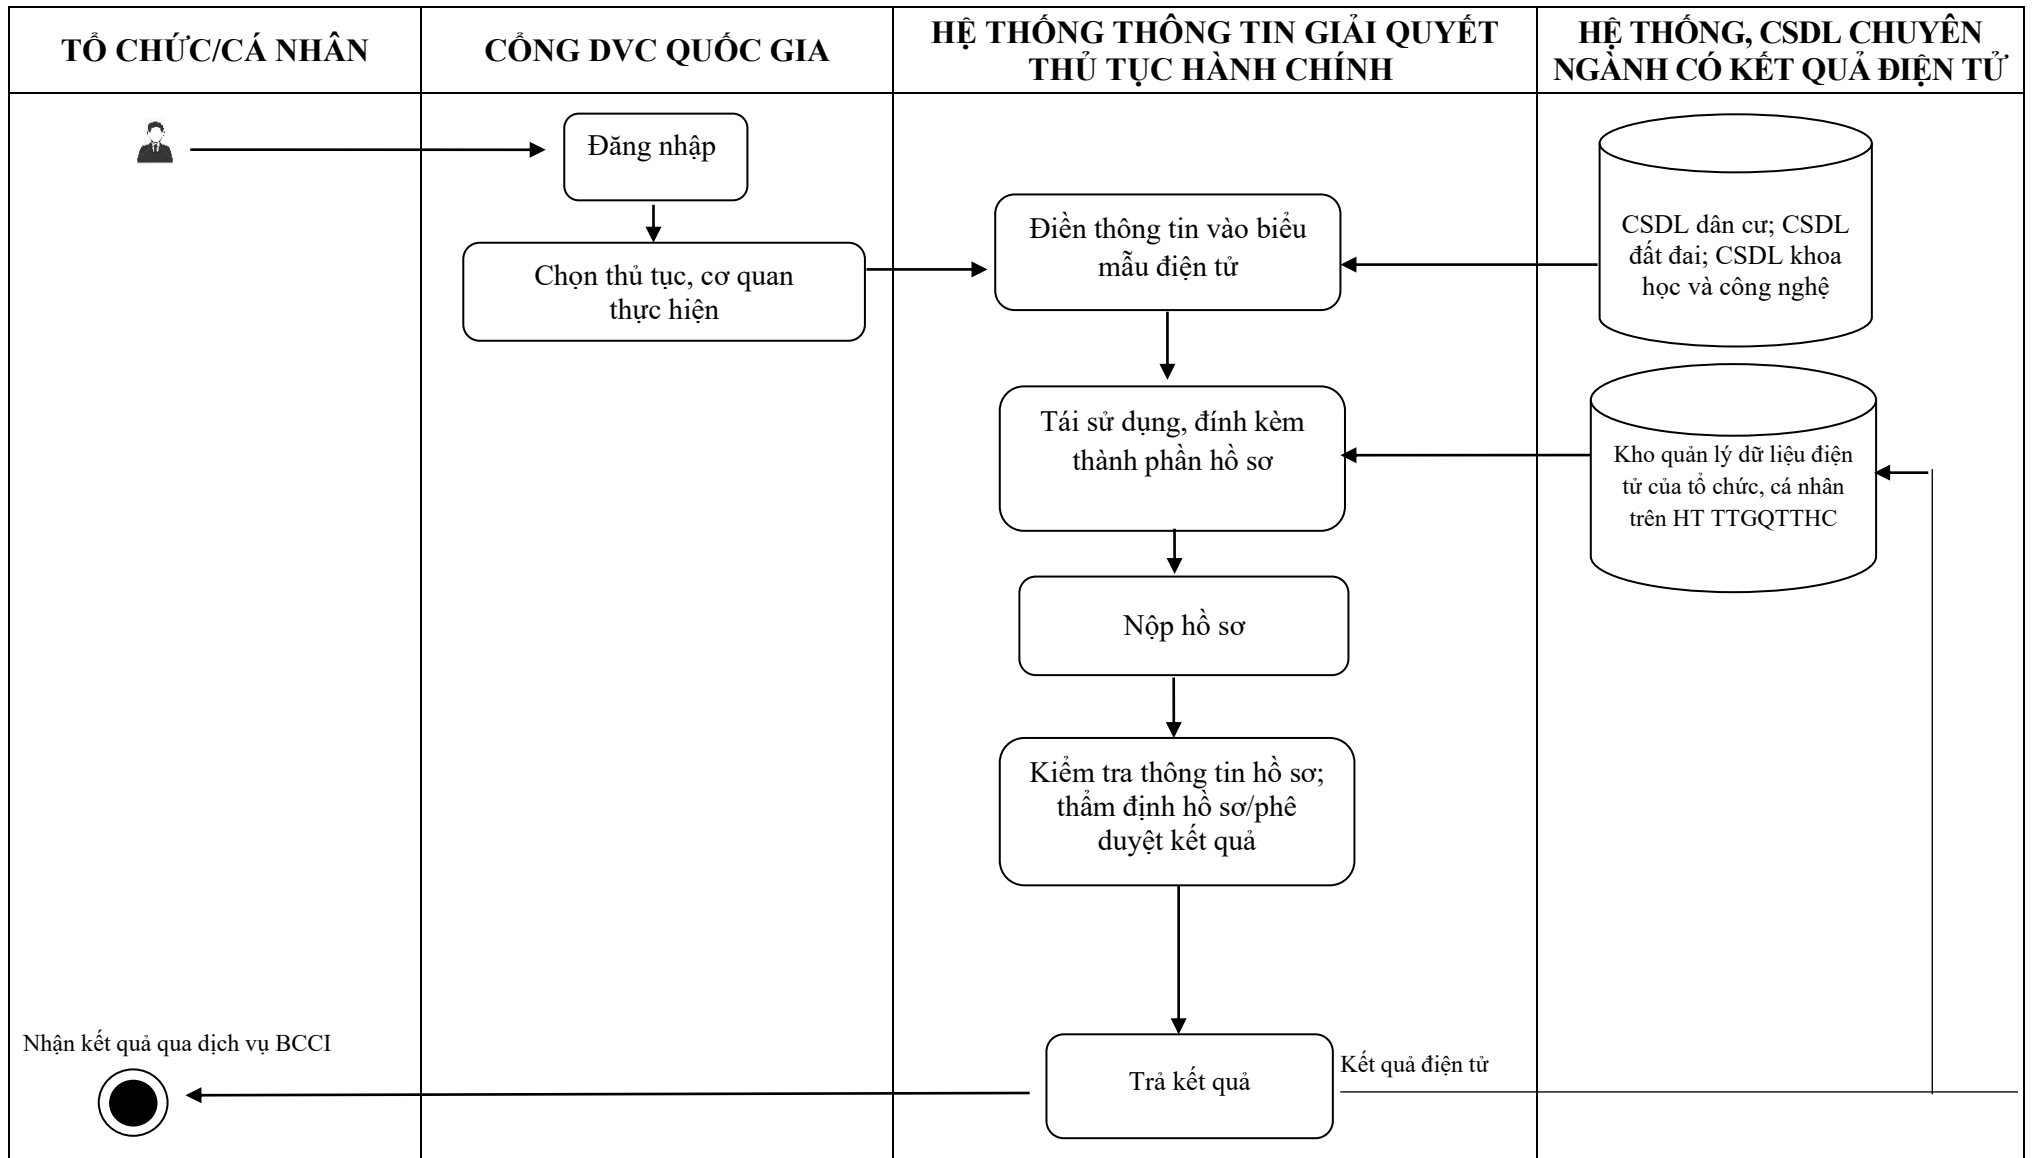 TỔ CHỨC/CÁ NHÂN
CỔNG DVC QUỐC GIA
HỆ THỐNG THÔNG TIN GIẢI QUYẾT
THỦ TỤC HÀNH CHÍNH
HỆ THỐNG, CSDL CHUYÊN
NGÀNH CÓ KẾT QUẢ ĐIỆN TỬ
Đăng nhập
Chọn thủ tục, cơ quan
thực hiện
Điền thông tin vào biểu
mẫu điện tử
CSDL dân cư; CSDL
đất đai; CSDL khoa
học và công nghệ
Tái sử dụng, đính kèm
thành phần hồ sơ
Kho quản lý dữ liệu điện
tử của tổ chức, cá nhân
trên HT TTGQTTHC
Nộp hồ sơ
Kiểm tra thông tin hồ sơ;
thẩm định hồ sơ/phê
duyệt kết quả
Nhận kết quả qua dịch vụ BCCI
Trả kết quả
Kết quả điện tử